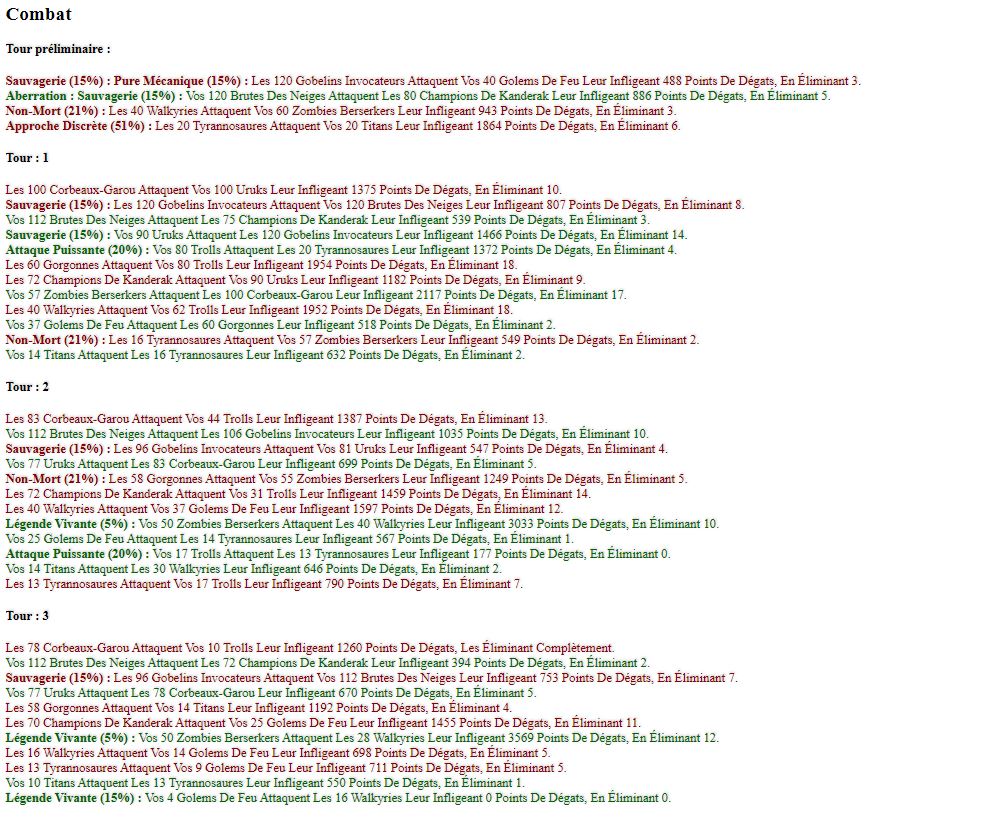 Combat
Tour préliminaire :
Sauvagerie (15%) : Pure Mécanique (15%) : Les 120 Gobelins Invocateurs Attaquent Vos 40 Golems De Feu Leur Infligeant 488 Points De Dégats, En Éliminant 3.
Aberration : Sauvagerie (15%) : Vos 120 Brutes Des Neiges Attaquent Les 80 Champions De Kanderak Leur Infligeant 886 Points De Dégats, En Éliminant 5.
Non-Mort (21%) : Les 40 Walkyries Attaquent Vos 60 Zombies Berserkers Leur Infligeant 943 Points De Dégats, En Éliminant 3.
Approche Discrète (51%) : Les 20 Tyrannosaures Attaquent Vos 20 Titans Leur Infligeant 1864 Points De Dégats, En Éliminant 6.
Tour : 1
Les 100 Corbeaux-Garou Attaquent Vos 100 Uruks Leur Infligeant 1375 Points De Dégats, En Éliminant 10.
Sauvagerie (15%) : Les 120 Gobelins Invocateurs Attaquent Vos 120 Brutes Des Neiges Leur Infligeant 807 Points De Dégats, En Éliminant 8.
Vos 112 Brutes Des Neiges Attaquent Les 75 Champions De Kanderak Leur Infligeant 539 Points De Dégats, En Éliminant 3.
Sauvagerie (15%) : Vos 90 Uruks Attaquent Les 120 Gobelins Invocateurs Leur Infligeant 1466 Points De Dégats, En Éliminant 14.
Attaque Puissante (20%) : Vos 80 Trolls Attaquent Les 20 Tyrannosaures Leur Infligeant 1372 Points De Dégats, En Éliminant 4.
Les 60 Gorgonnes Attaquent Vos 80 Trolls Leur Infligeant 1954 Points De Dégats, En Éliminant 18.
Les 72 Champions De Kanderak Attaquent Vos 90 Uruks Leur Infligeant 1182 Points De Dégats, En Éliminant 9.
Vos 57 Zombies Berserkers Attaquent Les 100 Corbeaux-Garou Leur Infligeant 2117 Points De Dégats, En Éliminant 17.
Les 40 Walkyries Attaquent Vos 62 Trolls Leur Infligeant 1952 Points De Dégats, En Éliminant 18.
Vos 37 Golems De Feu Attaquent Les 60 Gorgonnes Leur Infligeant 518 Points De Dégats, En Éliminant 2.
Non-Mort (21%) : Les 16 Tyrannosaures Attaquent Vos 57 Zombies Berserkers Leur Infligeant 549 Points De Dégats, En Éliminant 2.
Vos 14 Titans Attaquent Les 16 Tyrannosaures Leur Infligeant 632 Points De Dégats, En Éliminant 2.
Tour : 2
Les 83 Corbeaux-Garou Attaquent Vos 44 Trolls Leur Infligeant 1387 Points De Dégats, En Éliminant 13.
Vos 112 Brutes Des Neiges Attaquent Les 106 Gobelins Invocateurs Leur Infligeant 1035 Points De Dégats, En Éliminant 10.
Sauvagerie (15%) : Les 96 Gobelins Invocateurs Attaquent Vos 81 Uruks Leur Infligeant 547 Points De Dégats, En Éliminant 4.
Vos 77 Uruks Attaquent Les 83 Corbeaux-Garou Leur Infligeant 699 Points De Dégats, En Éliminant 5.
Non-Mort (21%) : Les 58 Gorgonnes Attaquent Vos 55 Zombies Berserkers Leur Infligeant 1249 Points De Dégats, En Éliminant 5.
Les 72 Champions De Kanderak Attaquent Vos 31 Trolls Leur Infligeant 1459 Points De Dégats, En Éliminant 14.
Les 40 Walkyries Attaquent Vos 37 Golems De Feu Leur Infligeant 1597 Points De Dégats, En Éliminant 12.
Légende Vivante (5%) : Vos 50 Zombies Berserkers Attaquent Les 40 Walkyries Leur Infligeant 3033 Points De Dégats, En Éliminant 10.
Vos 25 Golems De Feu Attaquent Les 14 Tyrannosaures Leur Infligeant 567 Points De Dégats, En Éliminant 1.
Attaque Puissante (20%) : Vos 17 Trolls Attaquent Les 13 Tyrannosaures Leur Infligeant 177 Points De Dégats, En Éliminant 0.
Vos 14 Titans Attaquent Les 30 Walkyries Leur Infligeant 646 Points De Dégats, En Éliminant 2.
Les 13 Tyrannosaures Attaquent Vos 17 Trolls Leur Infligeant 790 Points De Dégats, En Éliminant 7.
Tour : 3
Les 78 Corbeaux-Garou Attaquent Vos 10 Trolls Leur Infligeant 1260 Points De Dégats, Les Éliminant Complètement.
Vos 112 Brutes Des Neiges Attaquent Les 72 Champions De Kanderak Leur Infligeant 394 Points De Dégats, En Éliminant 2.
Sauvagerie (15%) : Les 96 Gobelins Invocateurs Attaquent Vos 112 Brutes Des Neiges Leur Infligeant 753 Points De Dégats, En Éliminant 7.
Vos 77 Uruks Attaquent Les 78 Corbeaux-Garou Leur Infligeant 670 Points De Dégats, En Éliminant 5.
Les 58 Gorgonnes Attaquent Vos 14 Titans Leur Infligeant 1192 Points De Dégats, En Éliminant 4.
Les 70 Champions De Kanderak Attaquent Vos 25 Golems De Feu Leur Infligeant 1455 Points De Dégats, En Éliminant 11.
Légende Vivante (5%) : Vos 50 Zombies Berserkers Attaquent Les 28 Walkyries Leur Infligeant 3569 Points De Dégats, En Éliminant 12.
Les 16 Walkyries Attaquent Vos 14 Golems De Feu Leur Infligeant 698 Points De Dégats, En Éliminant 5.
Les 13 Tyrannosaures Attaquent Vos 9 Golems De Feu Leur Infligeant 711 Points De Dégats, En Éliminant 5.
Vos 10 Titans Attaquent Les 13 Tyrannosaures Leur Infligeant 550 Points De Dégats, En Éliminant 1.
Légende Vivante (15%) : Vos 4 Golems De Feu Attaquent Les 16 Walkyries Leur Infligeant 0 Points De Dégats, En Éliminant 0.